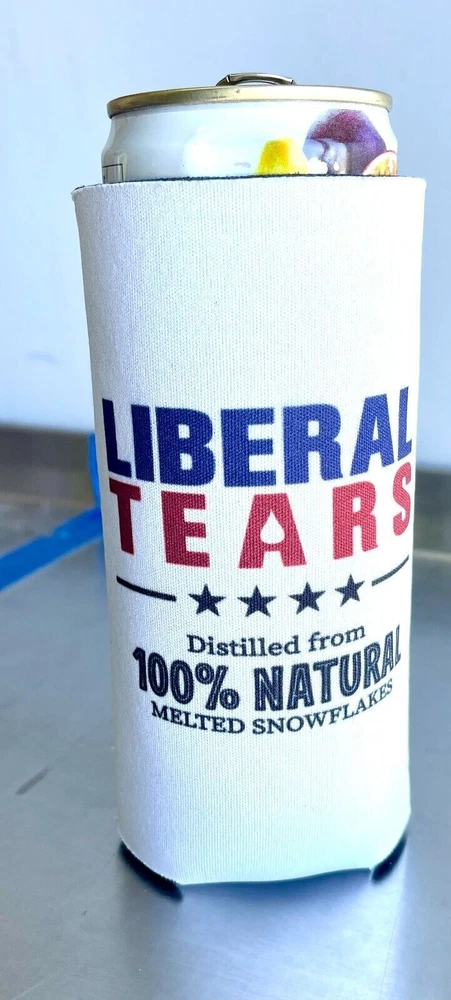 LIBERAL
TEARS
Distilled from
100% NATURAL
MELTED SNOWFLAKES